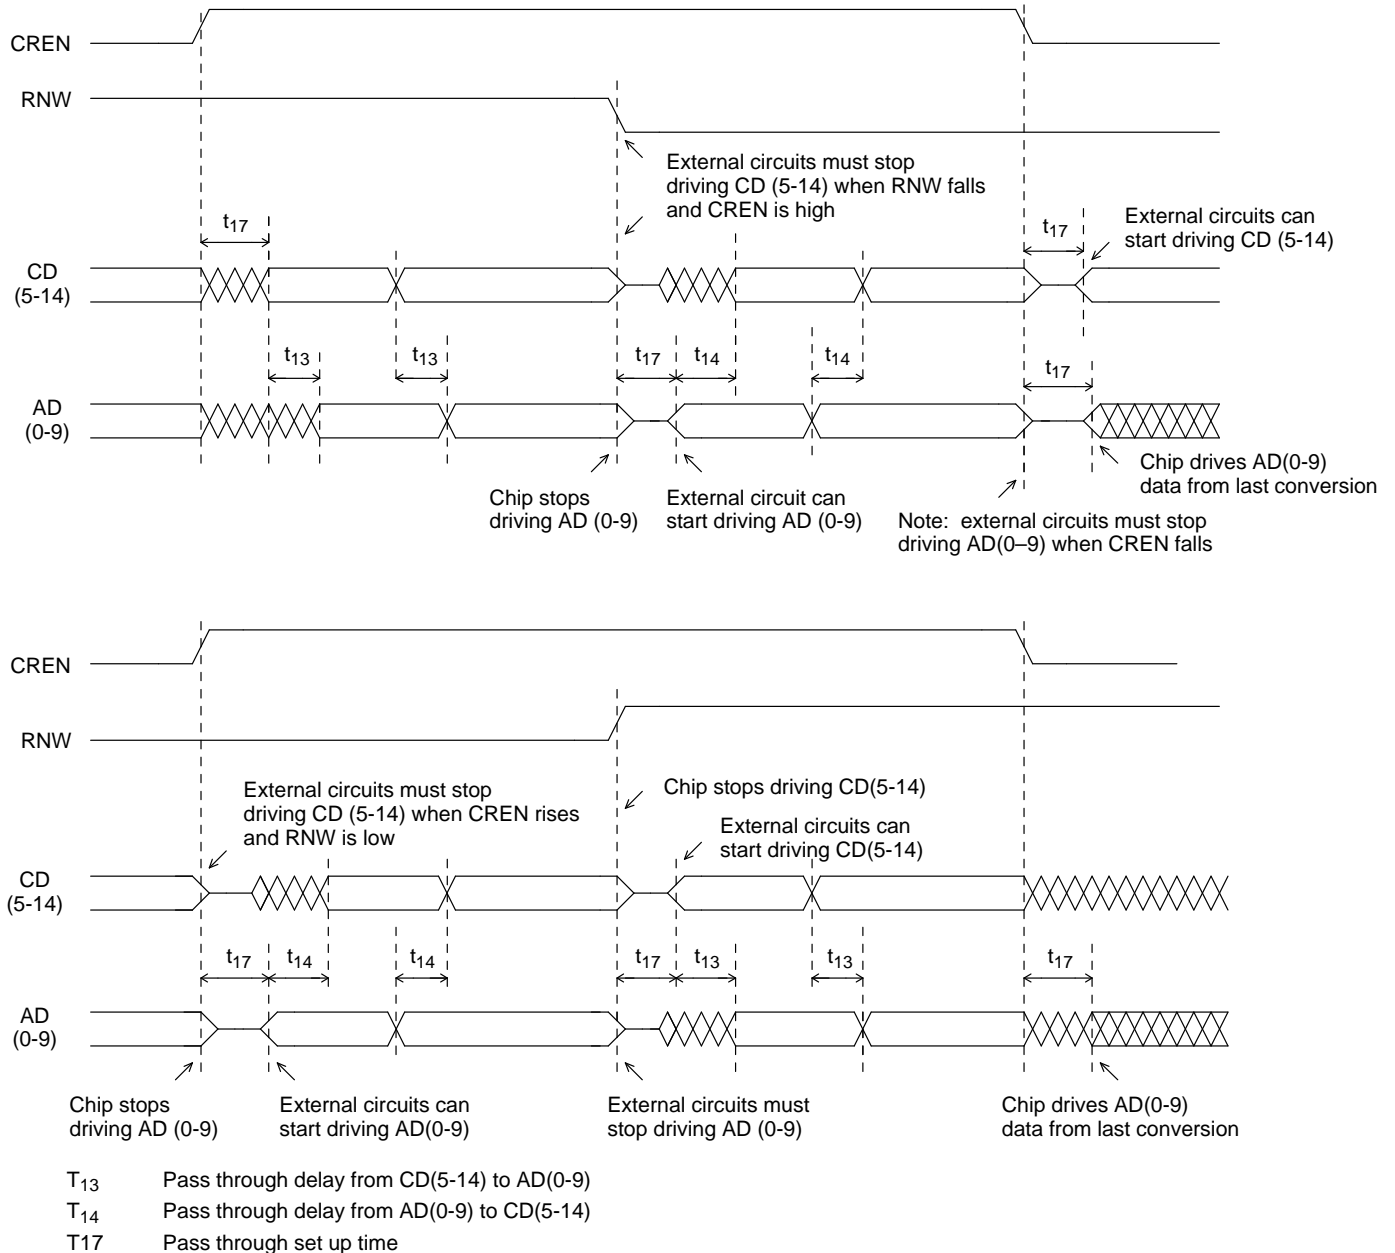 CREN
RNW
External circuits must stop
driving CD (5-14) when RNW falls
and CREN is high
t17
t17
External circuits can
start driving CD (5-14)
CD
(5-14)
t13
t13
t17
t14
t14
t17
AD
(0-9)
Chip stops
driving AD (0-9)
External circuit can
start driving AD (0-9)
Chip drives AD(0-9)
data from last conversion
Note: external circuits must stop
driving AD(0–9) when CREN falls
CREN
RNW
External circuits must stop
driving CD (5-14) when CREN rises
and RNW is low
Chip stops driving CD(5-14)
External circuits can
start driving CD(5-14)
CD
(5-14)
t17
t14
t14
t17
t13
t13
t17
AD
(0-9)
Chip stops
driving AD (0-9)
External circuits can
start driving AD(0-9)
External circuits must
stop driving AD (0-9)
Chip drives AD(0-9)
data from last conversion
T13 Pass through delay from CD(5-14) to AD(0-9)
T14 Pass through delay from AD(0-9) to CD(5-14)
T17 Pass through set up time